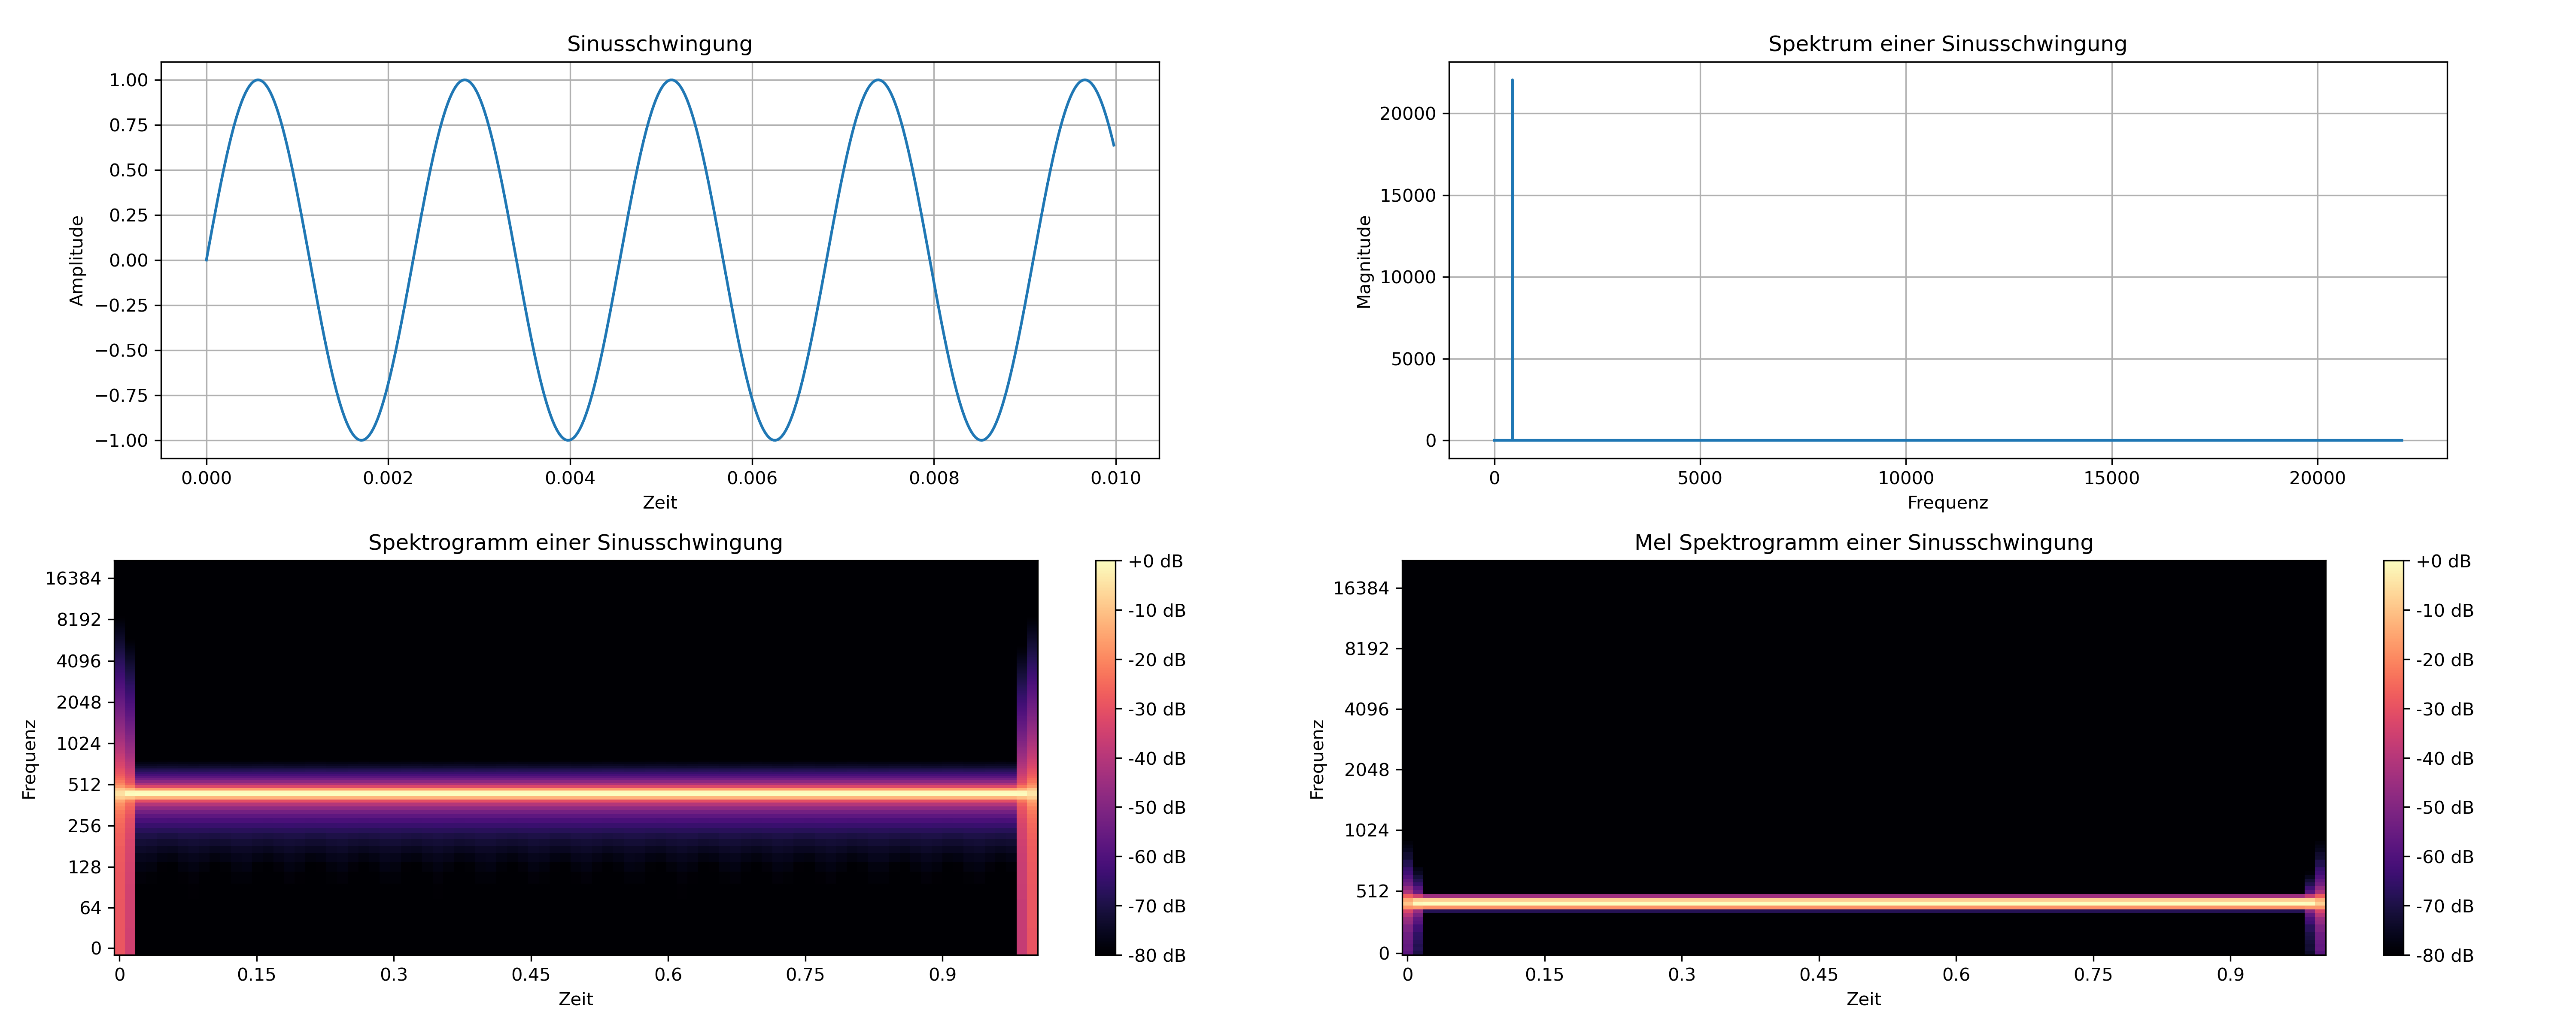 Sinusschwingung
1.00
0.75
0.50
0.25
0.00
−0.25
−0.50
−0.75
−1.00
Amplitude
0.000 0.002 0.004 0.006 0.008 0.010
Zeit
Spektrum einer Sinusschwingung
20000
15000
10000
5000
0
Magnitude
0 5000 10000 15000 20000
Frequenz
Spektrogramm einer Sinusschwingung
16384
8192
4096
2048
1024
512
256
128
64
0
Frequenz
0 0.15 0.3 0.45 0.6 0.75 0.9
Zeit
+0 dB
-10 dB
-20 dB
-30 dB
-40 dB
-50 dB
-60 dB
-70 dB
-80 dB
Mel Spektrogramm einer Sinusschwingung
16384
8192
4096
2048
1024
512
0
Frequenz
0 0.15 0.3 0.45 0.6 0.75 0.9
Zeit
+0 dB
-10 dB
-20 dB
-30 dB
-40 dB
-50 dB
-60 dB
-70 dB
-80 dB